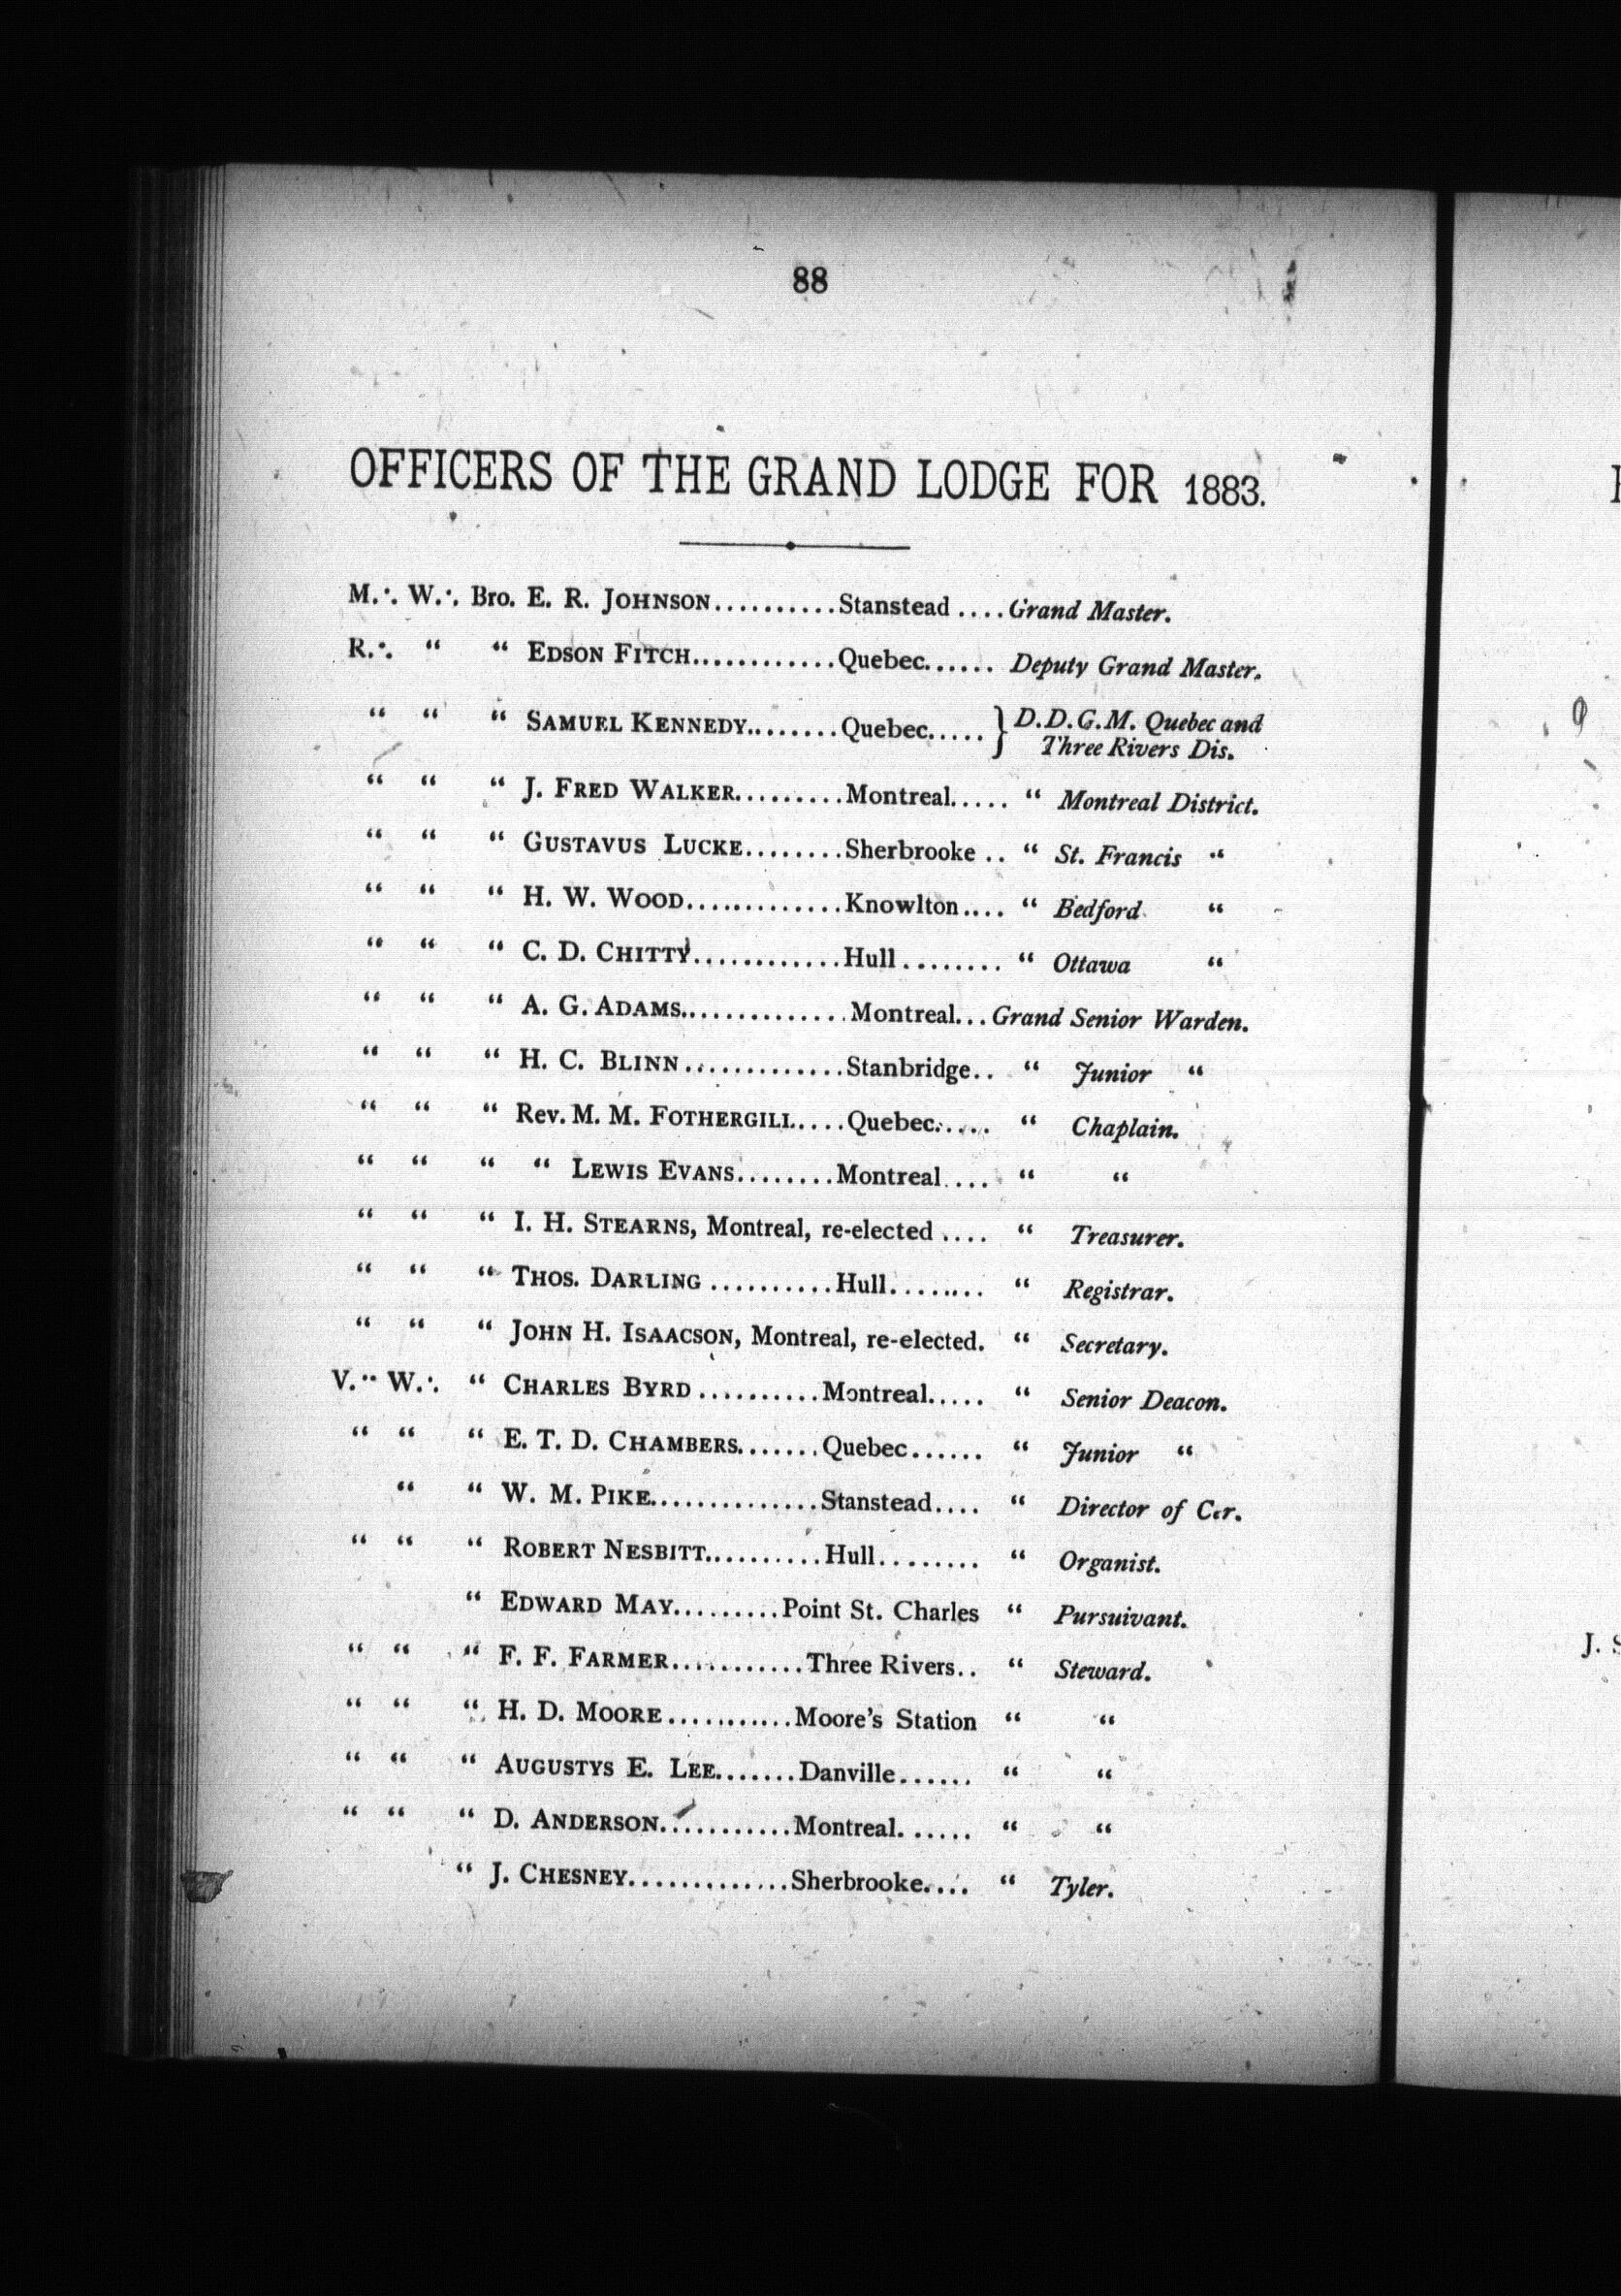 88
OFFICERS OF THE GRAND LODGE FOR 1883.
M.·. W.·. Bro. E. R. JOHNSON..........Stanstead ....Grand Master.
R.·. “ “ EDSON FITCH............Quebec...... Deputy Grand Master.
“ “ “ SAMUEL KENNEDY........Quebec..... } D.D.G.M. Quebec and
Three Rivers Dis.
“ “ “ J. FRED WALKER.........Montreal..... “ Montreal District.
“ “ “ GUSTAVUS LUCKE........Sherbrooke .. “ St. Francis “
“ “ “ H. W. WOOD.............Knowlton.... “ Bedford “
“ “ “ C. D. CHITTY............Hull........ “ Ottawa “
“ “ “ A. G. ADAMS..............Montreal...Grand Senior Warden.
“ “ “ H. C. BLINN.............Stanbridge.. “ Junior “
“ “ “ Rev. M. M. FOTHERGILL....Quebec..... “ Chaplain.
“ “ “ “ LEWIS EVANS........Montreal.... “ “
“ “ “ I. H. STEARNS, Montreal, re-elected .... “ Treasurer.
“ “ “ THOS. DARLING ..........Hull........ “ Registrar.
“ “ “ JOHN H. ISAACSON, Montreal, re-elected. “ Secretary.
V.·· W.·. “ CHARLES BYRD ..........Montreal..... “ Senior Deacon.
“ “ “ E. T. D. CHAMBERS.......Quebec...... “ Junior “
“ “ W. M. PIKE..............Stanstead.... “ Director of Cer.
“ “ “ ROBERT NESBITT..........Hull........ “ Organist.
“ EDWARD MAY.........Point St. Charles “ Pursuivant.
“ “ “ F. F. FARMER...........Three Rivers.. “ Steward.
“ “ “ H. D. MOORE...........Moore's Station “ “
“ “ “ AUGUSTYS E. LEE.......Danville...... “ “
“ “ “ D. ANDERSON...........Montreal. ...... “ “
“ J. CHESNEY..............Sherbrooke.... “ Tyler.
J.